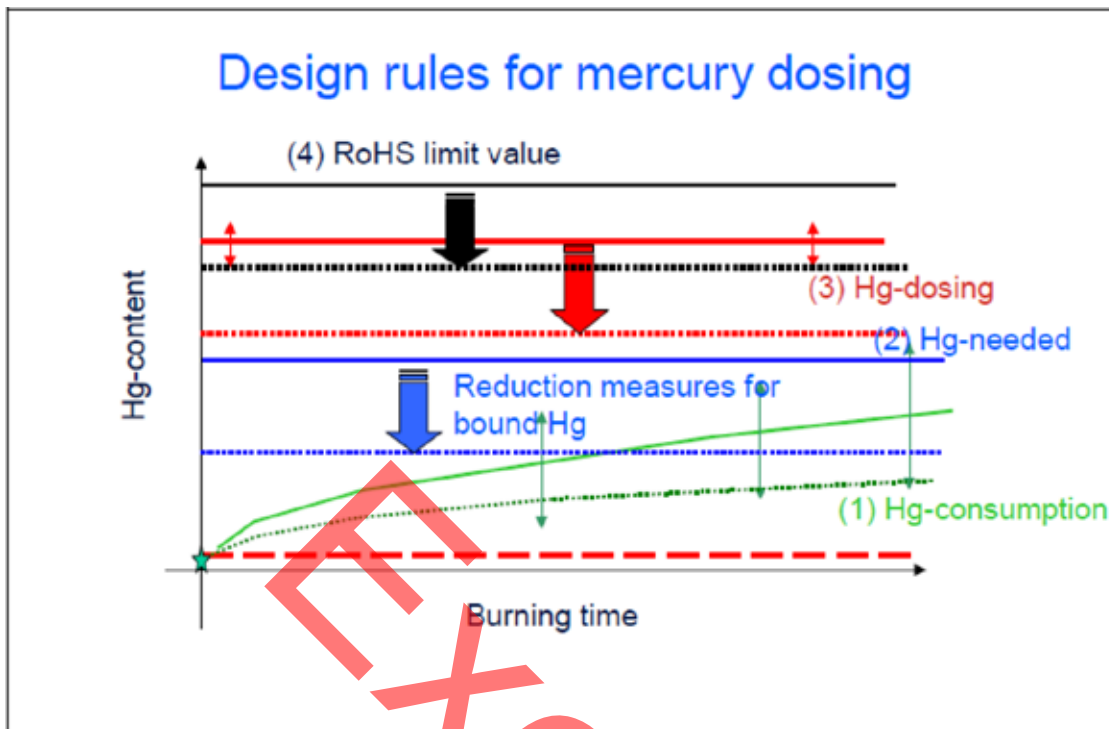 Design rules for mercury dosing
(4) RoHS limit value
Hg-content
(3) Hg-dosing
(2) Hg-needed
Reduction measures for
bound Hg
(1) Hg-consumption
Burning time